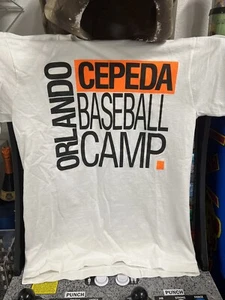 ORLANDO
CEPEDA
BASEBALL
CAMP.
PUNCH
PUNCH